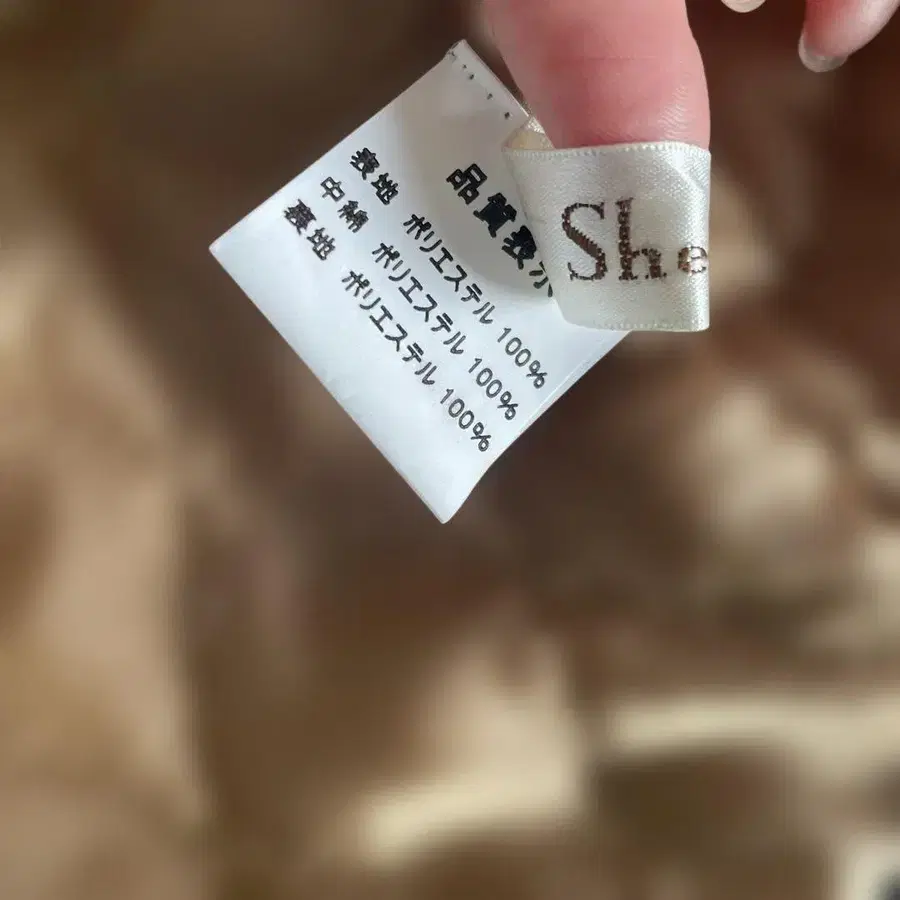 品質表示
表地 ポリエステル 100%
中綿 ポリエステル 100%
裏地 ポリエステル 100%
She